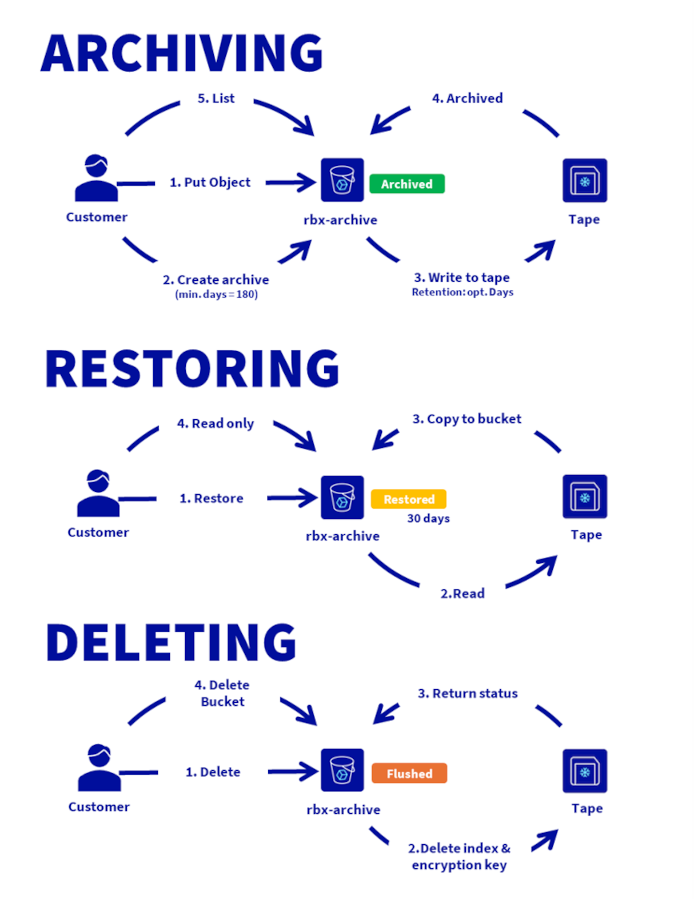 ARCHIVING
5. List
4. Archived
1. Put Object
Archived
Customer
rbx-archive
Tape
2. Create archive
(min. days = 180)
3. Write to tape
Retention: opt. Days
RESTORING
4. Read only
3. Copy to bucket
1. Restore
Restored
30 days
Customer
rbx-archive
Tape
2.Read
DELETING
4. Delete
Bucket
3. Return status
1. Delete
Flushed
Customer
rbx-archive
Tape
2.Delete index &
encryption key